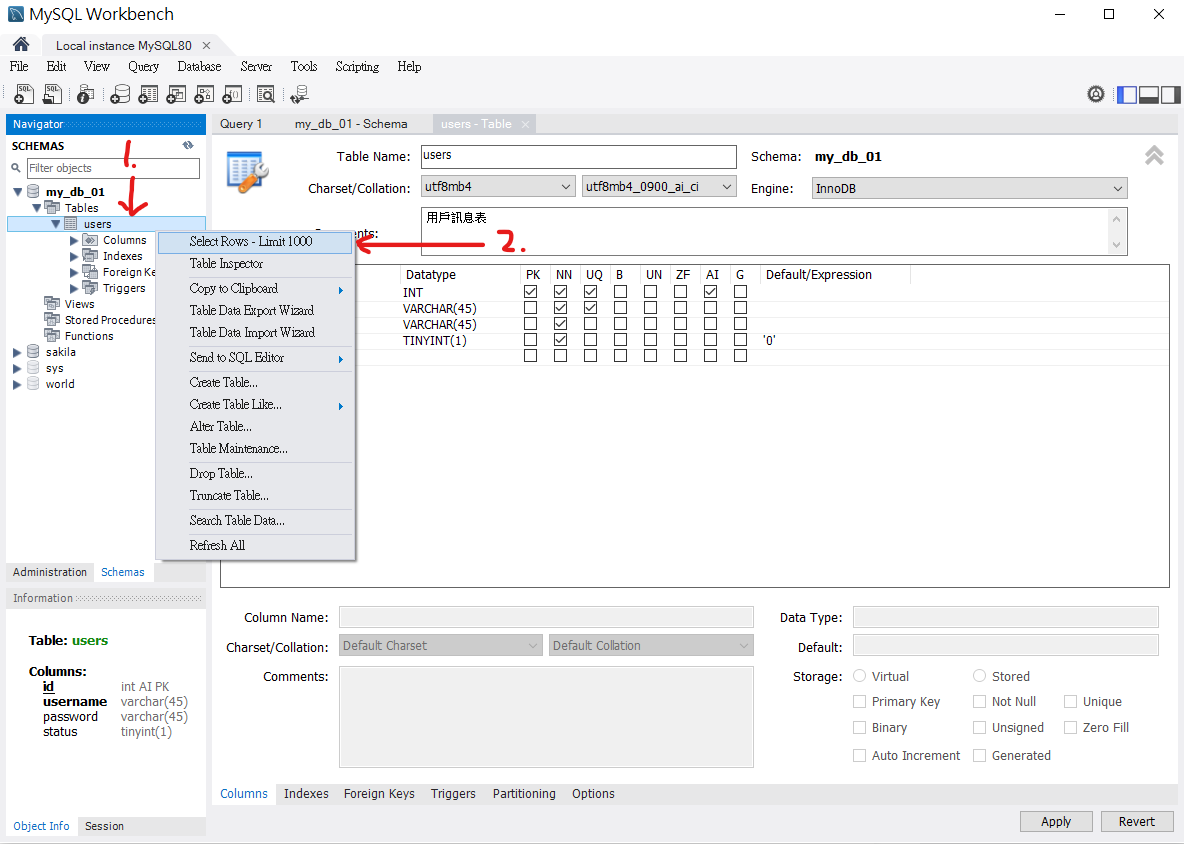 MySQL Workbench
Local instance MySQL80
File Edit View Query Database Server Tools Scripting Help
Navigator
SCHEMAS
Filter objects
my_db_01
Tables
users
Columns
Indexes
Foreign Ke
Triggers
Views
Stored Procedures
Functions
sakila
sys
world
1.
2.
Select Rows - Limit 1000
Table Inspector
Copy to Clipboard
Table Data Export Wizard
Table Data Import Wizard
Send to SQL Editor
Create Table...
Create Table Like...
Alter Table...
Table Maintenance...
Drop Table...
Truncate Table...
Search Table Data...
Refresh All
Administration Schemas
Information
Table: users
Columns:
id int AI PK
username varchar(45)
password varchar(45)
status tinyint(1)
Object Info Session
Query 1 my_db_01 - Schema users - Table
Table Name: users Schema: my_db_01
Charset/Collation: utf8mb4 utf8mb4_0900_ai_ci Engine: InnoDB
用戶訊息表
Datatype PK NN UQ B UN ZF AI G Default/Expression
INT
VARCHAR(45)
VARCHAR(45)
TINYINT(1) '0'
Column Name: Data Type:
Charset/Collation: Default Charset Default Collation Default:
Comments: Storage: Virtual Stored
Primary Key Not Null Unique
Binary Unsigned Zero Fill
Auto Increment Generated
Columns Indexes Foreign Keys Triggers Partitioning Options
Apply Revert